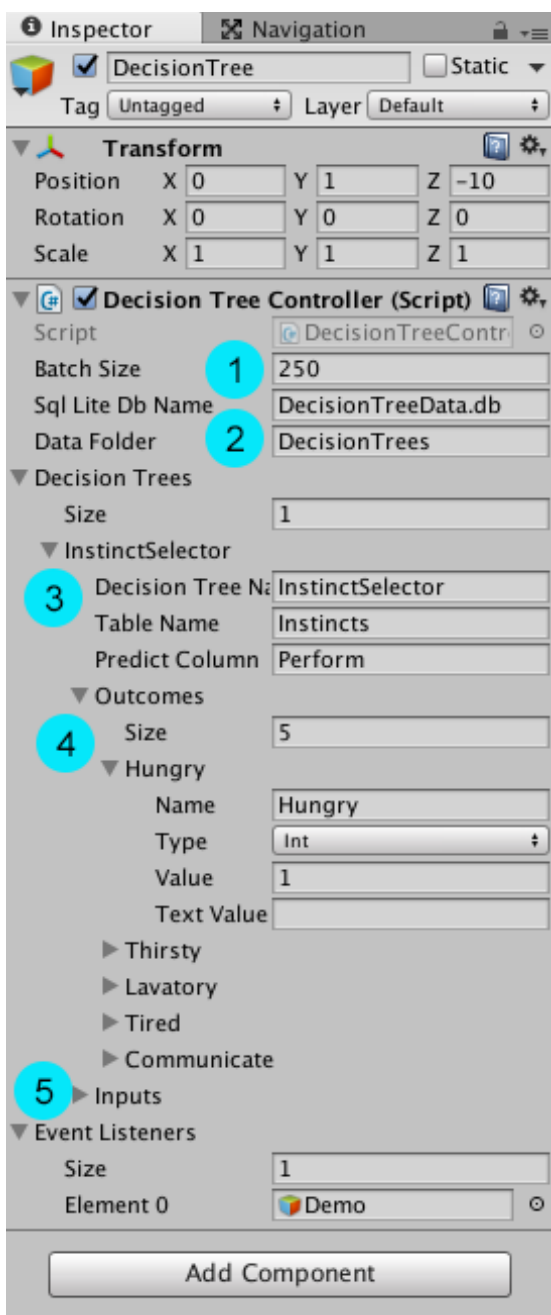 Inspector Navigation
DecisionTree Static
Tag Untagged Layer Default
Transform
Position X 0 Y 1 Z -10
Rotation X 0 Y 0 Z 0
Scale X 1 Y 1 Z 1
Decision Tree Controller (Script)
Script DecisionTreeContr
Batch Size 1 250
Sql Lite Db Name DecisionTreeData.db
Data Folder 2 DecisionTrees
Decision Trees
Size 1
InstinctSelector
3 Decision Tree Na InstinctSelector
Table Name Instincts
Predict Column Perform
Outcomes
4 Size 5
Hungry
Name Hungry
Type Int
Value 1
Text Value
Thirsty
Lavatory
Tired
Communicate
5 Inputs
Event Listeners
Size 1
Element 0 Demo
Add Component